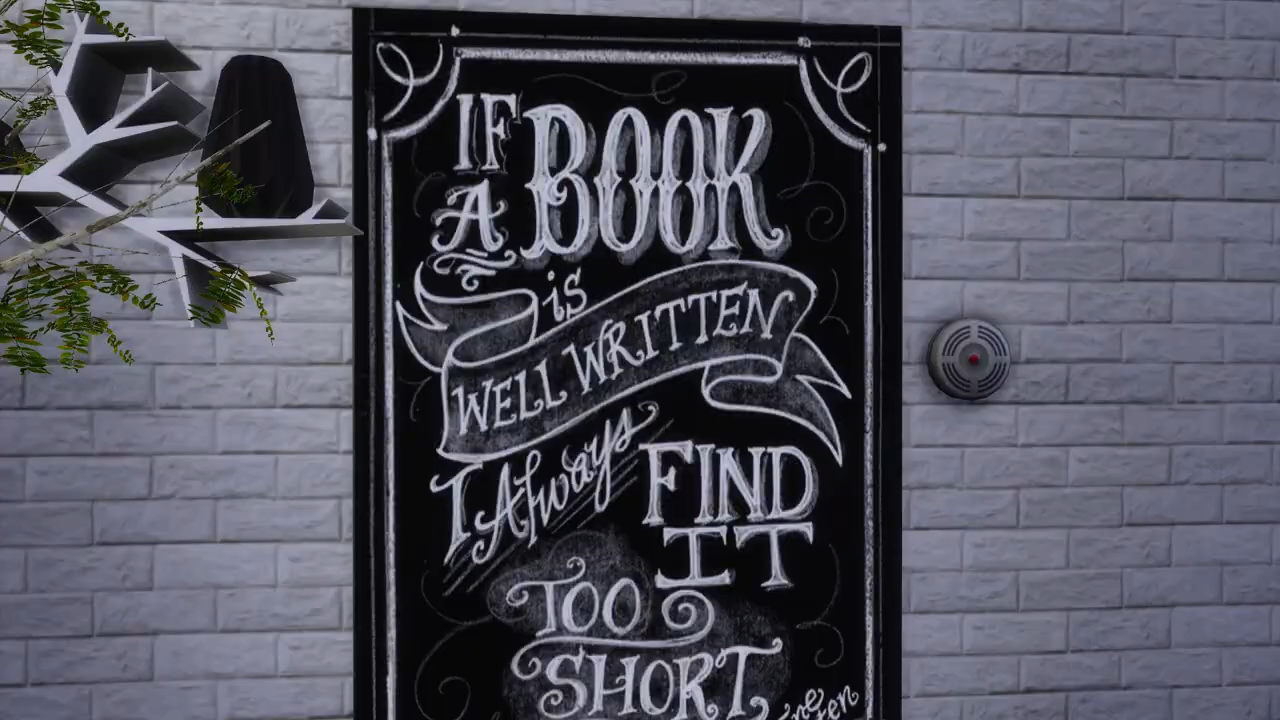 IF
A BOOK
is
WELL WRITTEN
I Always
FIND
IT
TOO
SHORT